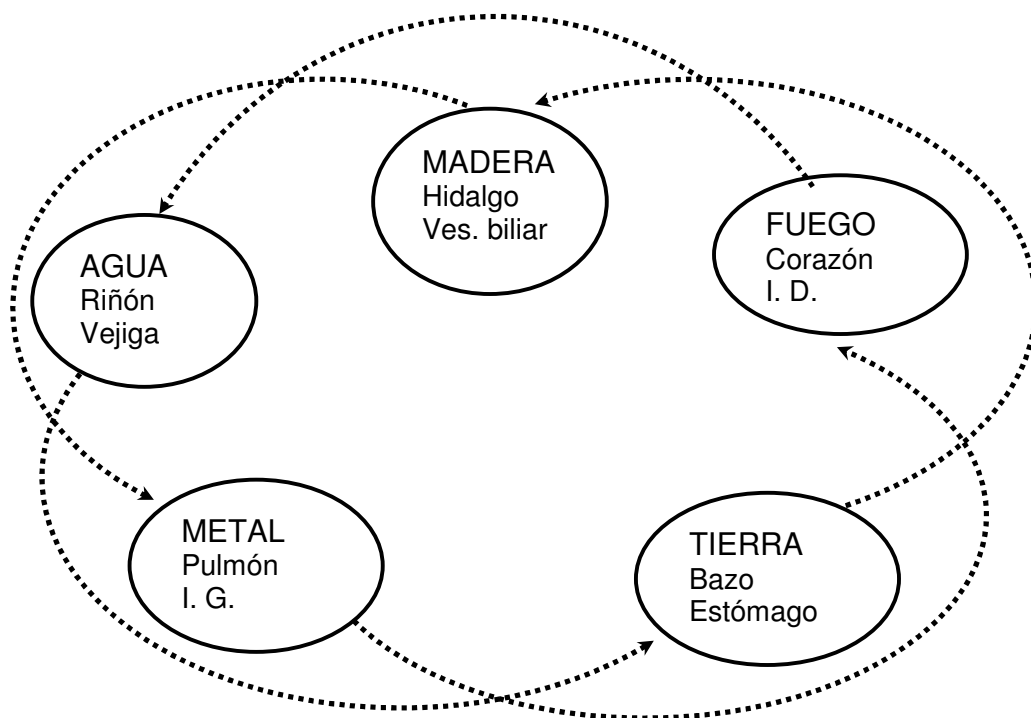 MADERA
Hidalgo
Ves. biliar
FUEGO
Corazón
I. D.
AGUA
Riñón
Vejiga
METAL
Pulmón
I. G.
TIERRA
Bazo
Estómago